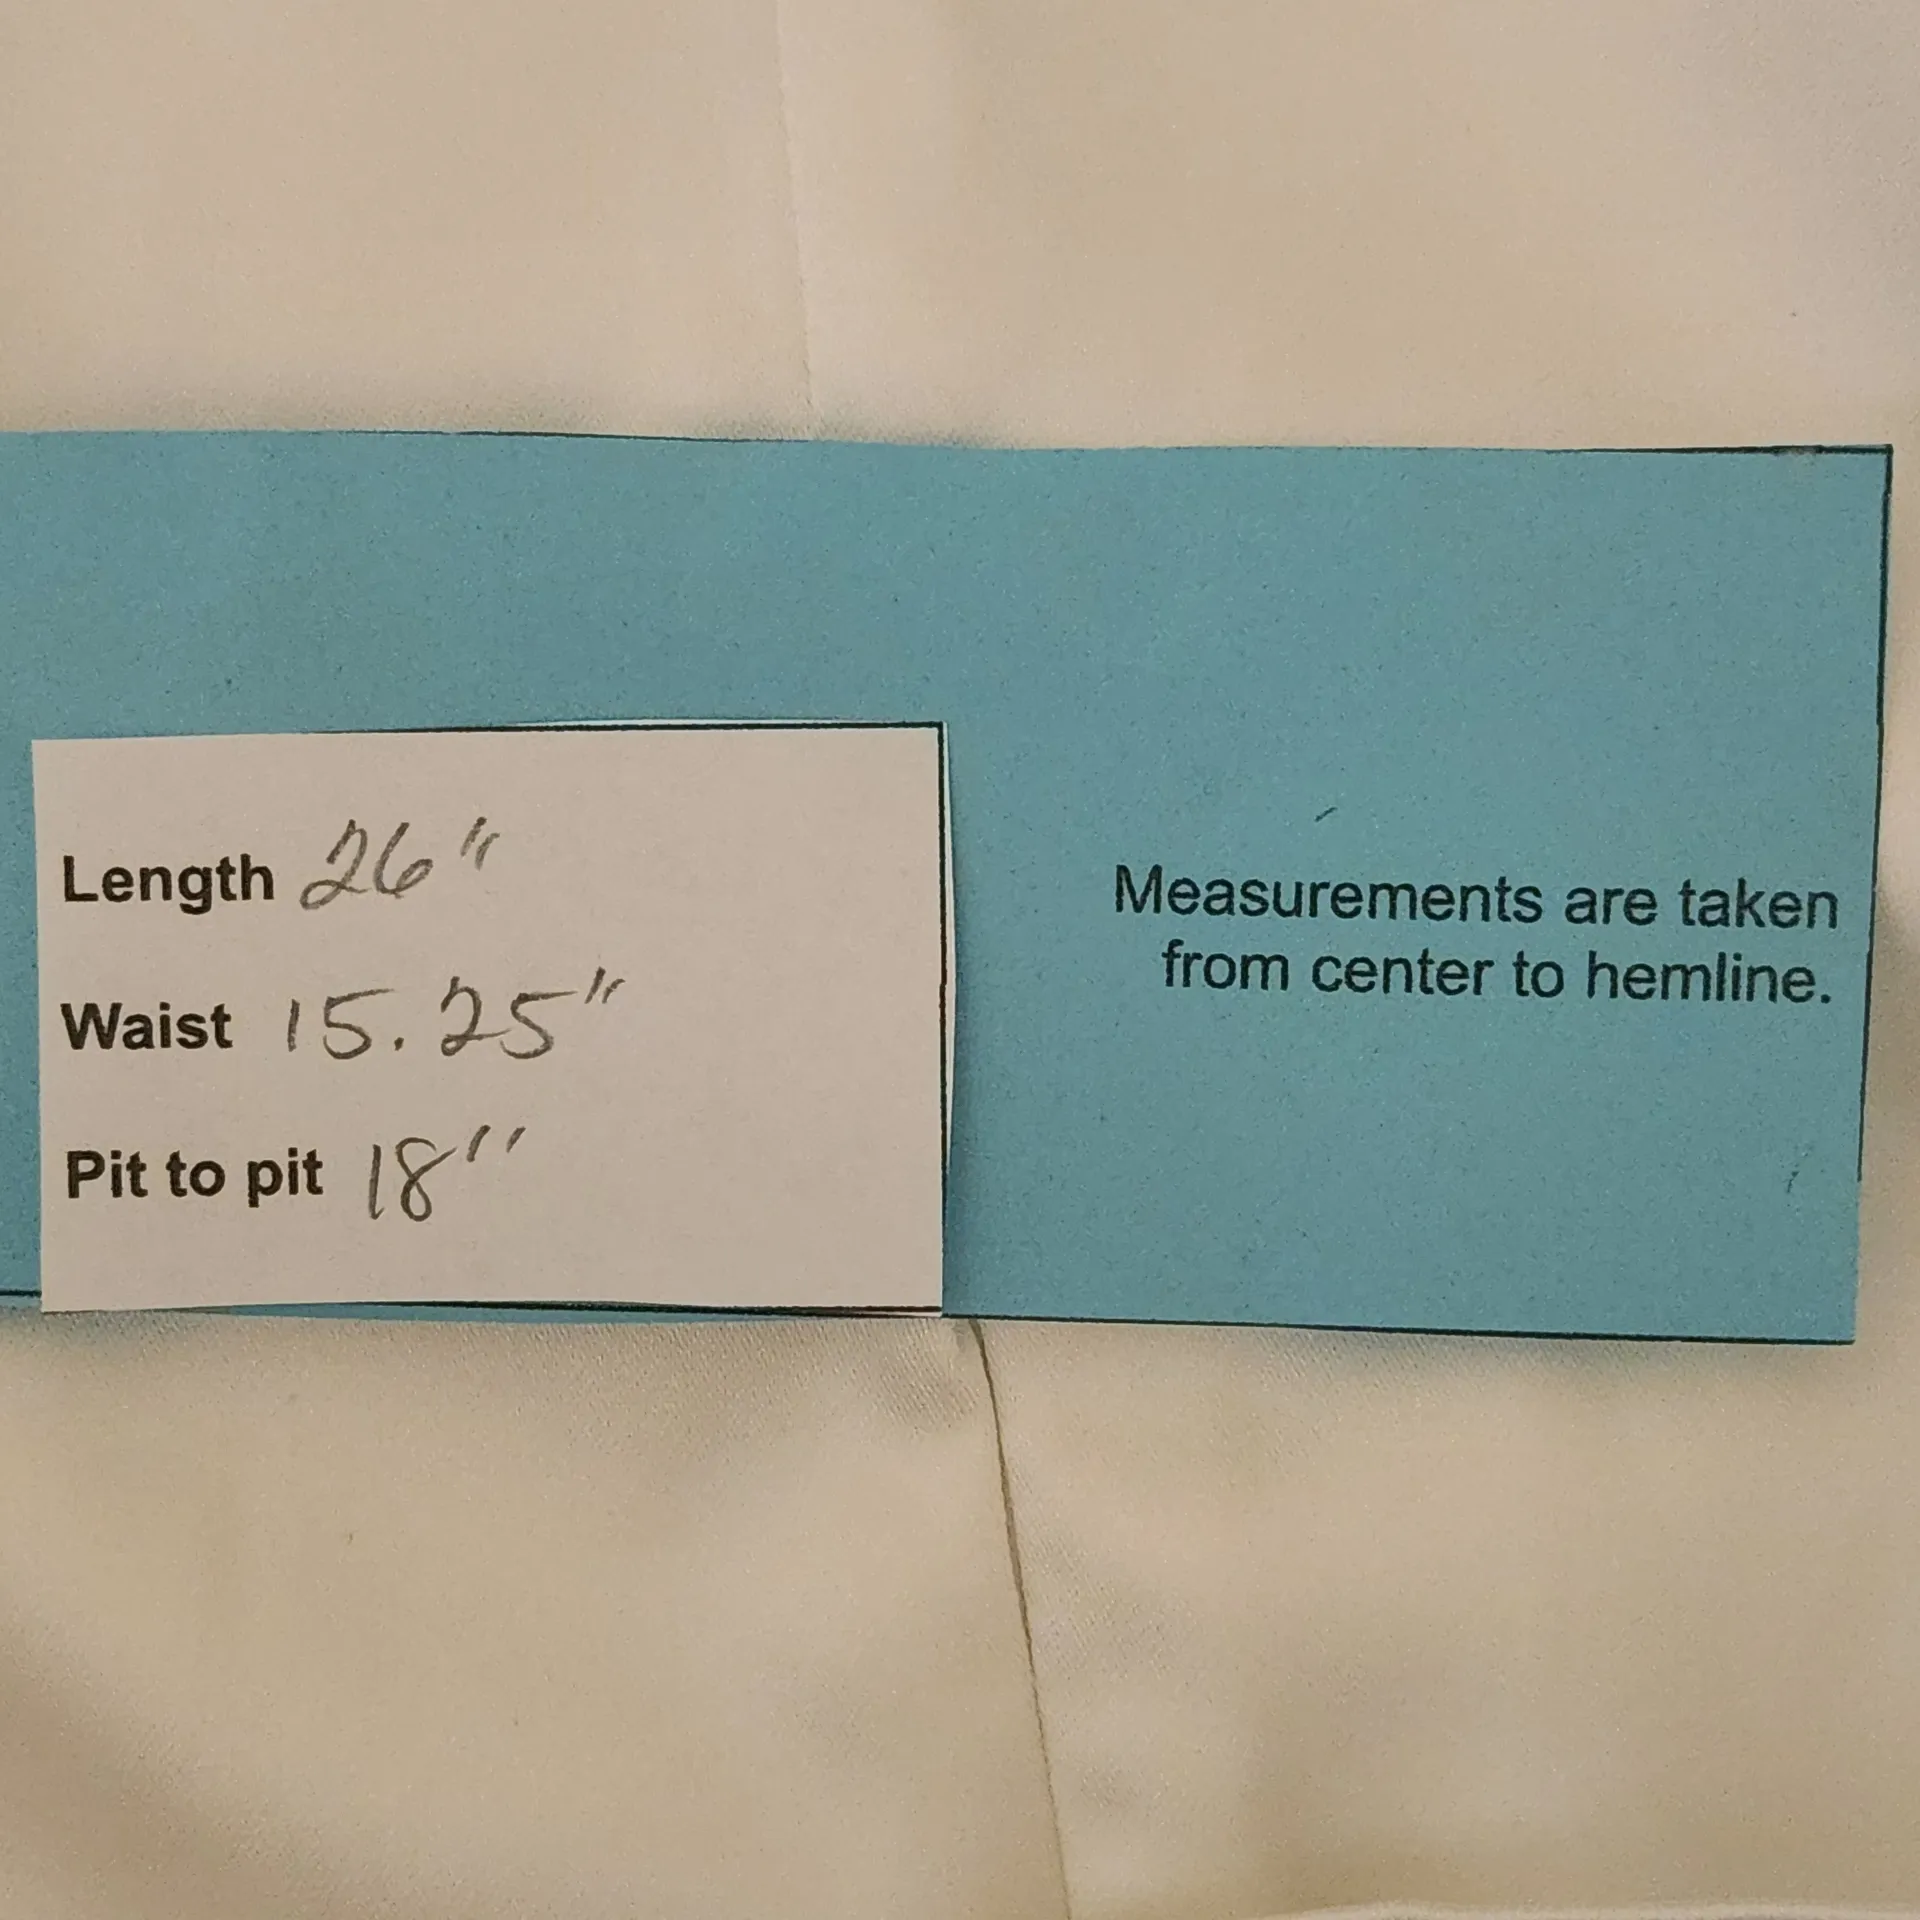 Length 26"
Waist 15.25"
Pit to pit 18"
Measurements are taken
from center to hemline.